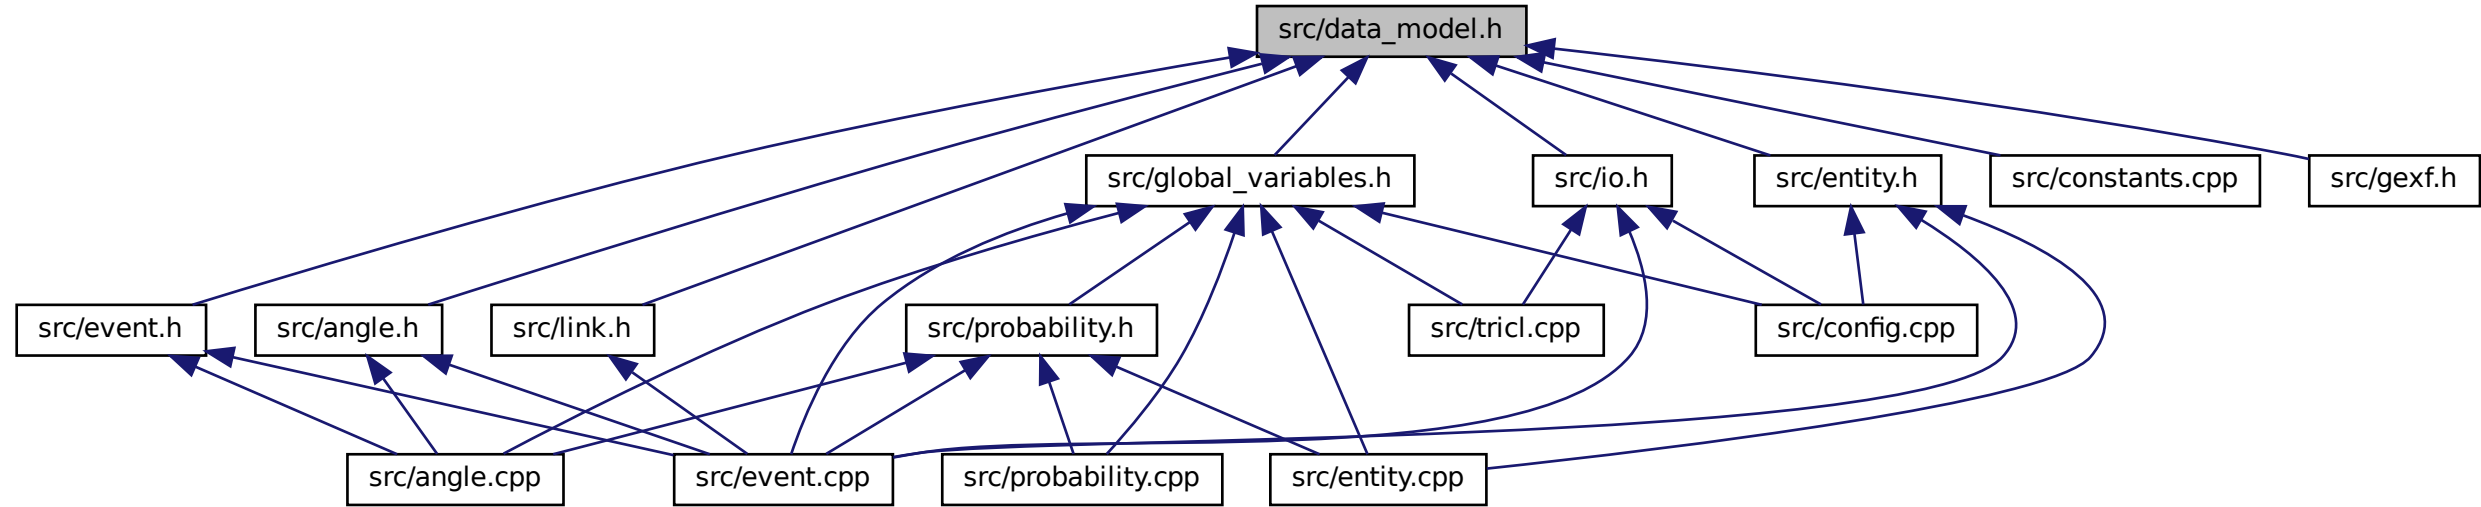 src/data_model.h
src/global_variables.h
src/io.h
src/entity.h
src/constants.cpp
src/gexf.h
src/event.h
src/angle.h
src/link.h
src/probability.h
src/tricl.cpp
src/config.cpp
src/angle.cpp
src/event.cpp
src/probability.cpp
src/entity.cpp